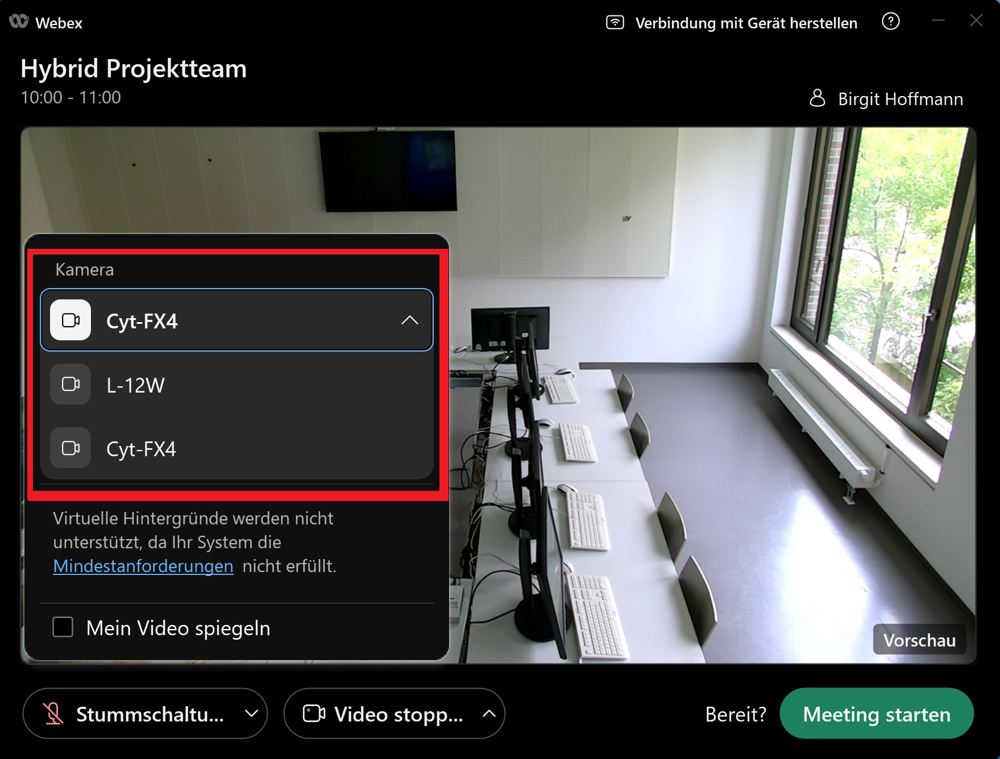 Webex
Verbindung mit Gerät herstellen
Hybrid Projektteam
10:00 - 11:00
Birgit Hoffmann
Kamera
Cyt-FX4
L-12W
Cyt-FX4
Virtuelle Hintergründe werden nicht
unterstützt, da Ihr System die
Mindestanforderungen nicht erfüllt.
Mein Video spiegeln
Vorschau
Stummschaltu...
Video stopp...
Bereit?
Meeting starten